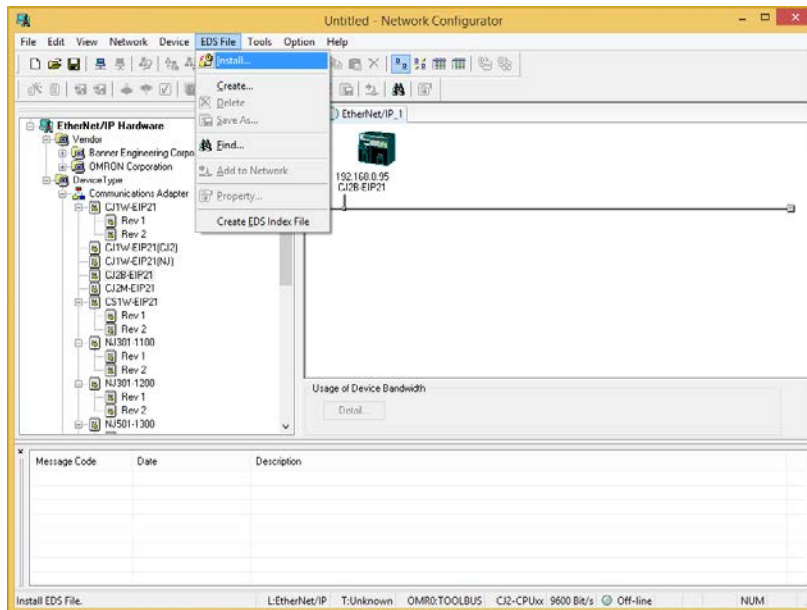 Untitled - Network Configurator
File Edit View Network Device EDS File Tools Option Help
Install...
Create...
Delete
Save As...
Find...
Add to Network
Property...
Create EDS Index File
EtherNet/IP Hardware
Vendor
Banner Engineering Corpo
OMRON Corporation
DeviceType
Communications Adapter
CJ1W-EIP21
Rev 1
Rev 2
CJ1W-EIP21(CJ2)
CJ1W-EIP21(NJ)
CJ2B-EIP21
CJ2M-EIP21
CS1W-EIP21
Rev 1
Rev 2
NJ301-1100
Rev 1
Rev 2
NJ301-1200
Rev 1
Rev 2
NJ501-1300
EtherNet/IP_1
192.168.0.95
CJ2B-EIP21
Usage of Device Bandwidth
Detail...
Message Code Date Description
Install EDS File. L:EtherNet/IP T:Unknown OMR0:TOOLBUS CJ2-CPUxx 9600 Bit/s Off-line NUM